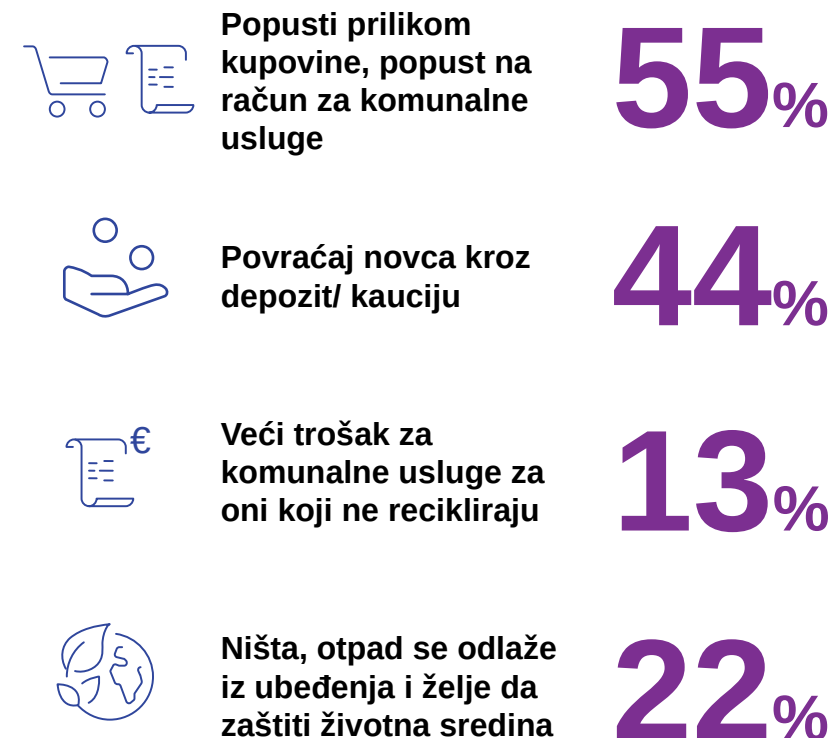 Popusti prilikom
kupovine, popust na
račun za komunalne
usluge
55%
Povraćaj novca kroz
depozit/ kauciju
44%
€
Veći trošak za
komunalne usluge za
oni koji ne recikliraju
13%
Ništa, otpad se odlaže
iz ubeđenja i želje da
zaštiti životna sredina
22%